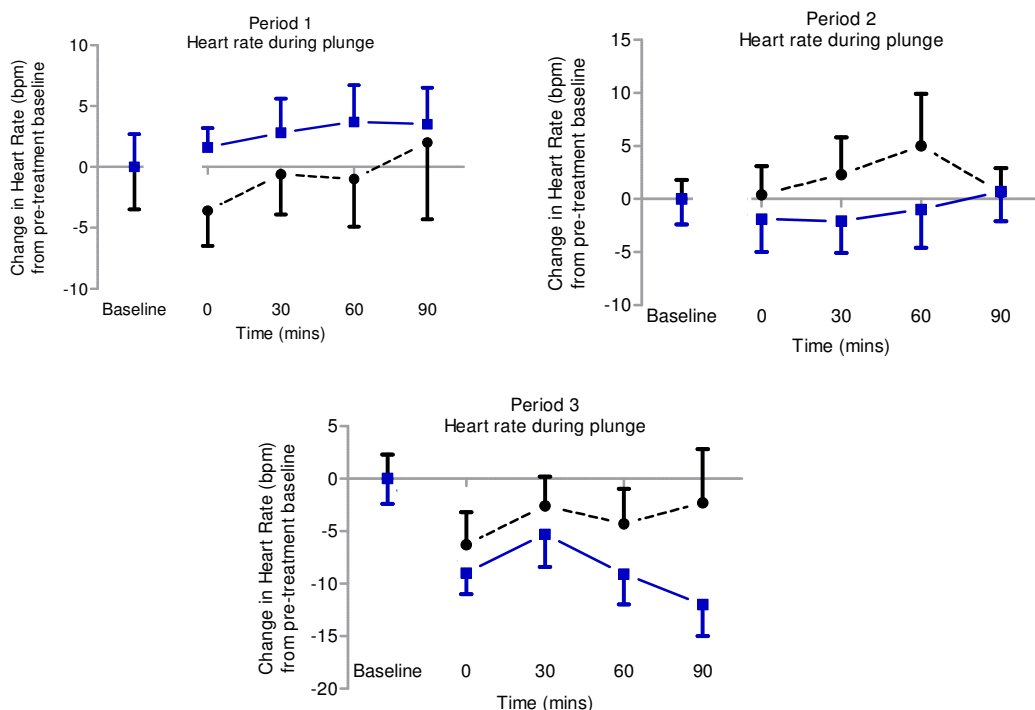 Period 1
Heart rate during plunge
Change in Heart Rate (bpm)
from pre-treatment baseline
10
5
0
-5
-10
Baseline 0 30 60 90
Time (mins)
Period 2
Heart rate during plunge
Change in Heart Rate (bpm)
from pre-treatment baseline
15
10
5
0
-5
-10
Baseline 0 30 60 90
Time (mins)
Period 3
Heart rate during plunge
Change in Heart Rate (bpm)
from pre-treatment baseline
5
0
-5
-10
-15
-20
Baseline 0 30 60 90
Time (mins)